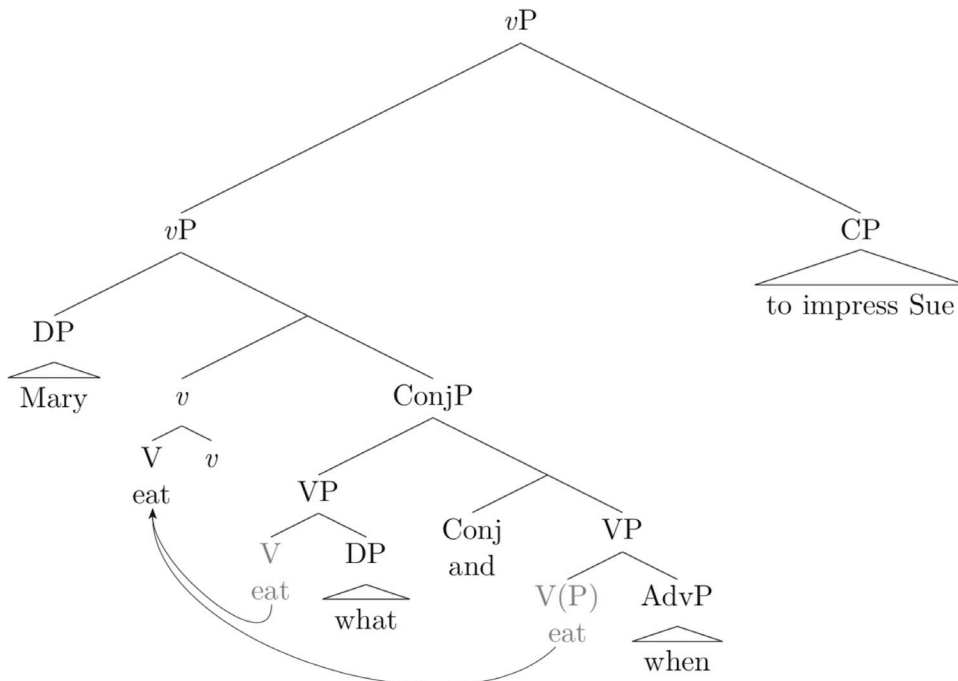 vP
vP CP
to impress Sue
DP
Mary v ConjP
V v
eat VP
Conj VP
V DP and
eat V(P) AdvP
what eat
when